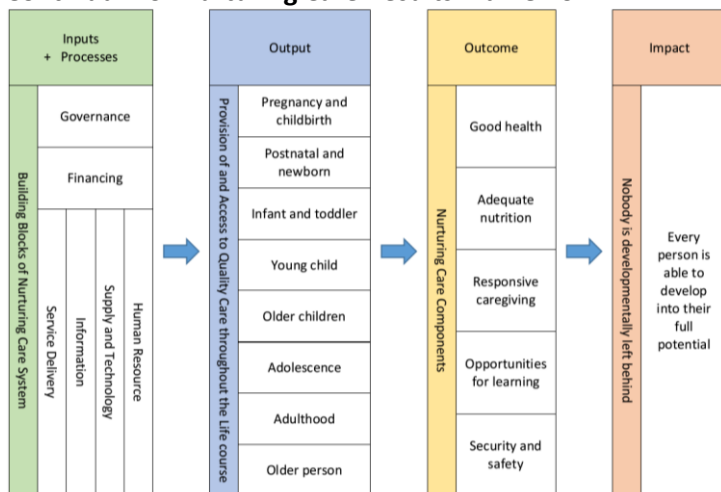 Inputs
+ Processes
Building Blocks of Nurturing Care System
Governance
Financing
Service Delivery
Information
Supply and Technology
Human Resource
Output
Provision of and Access to Quality Care throughout the Life course
Pregnancy and
childbirth
Postnatal and
newborn
Infant and toddler
Young child
Older children
Adolescence
Adulthood
Older person
Outcome
Nurturing Care Components
Good health
Adequate
nutrition
Responsive
caregiving
Opportunities
for learning
Security and
safety
Impact
Nobody is developmentally left behind
Every
person is
able to
develop
into their
full
potential